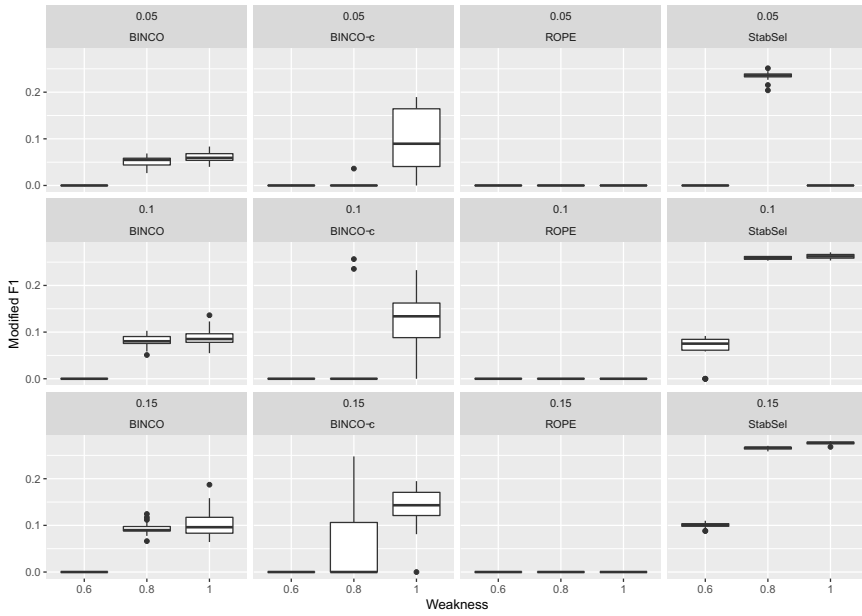 0.05 0.05 0.05 0.05
BINCO BINCO-c ROPE StabSel
0.2
0.1
0.0
0.1 0.1 0.1 0.1
BINCO BINCO-c ROPE StabSel
0.2
0.1
0.0
Modified F1
0.15 0.15 0.15 0.15
BINCO BINCO-c ROPE StabSel
0.2
0.1
0.0
0.6 0.8 1 0.6 0.8 1 0.6 0.8 1 0.6 0.8 1
Weakness